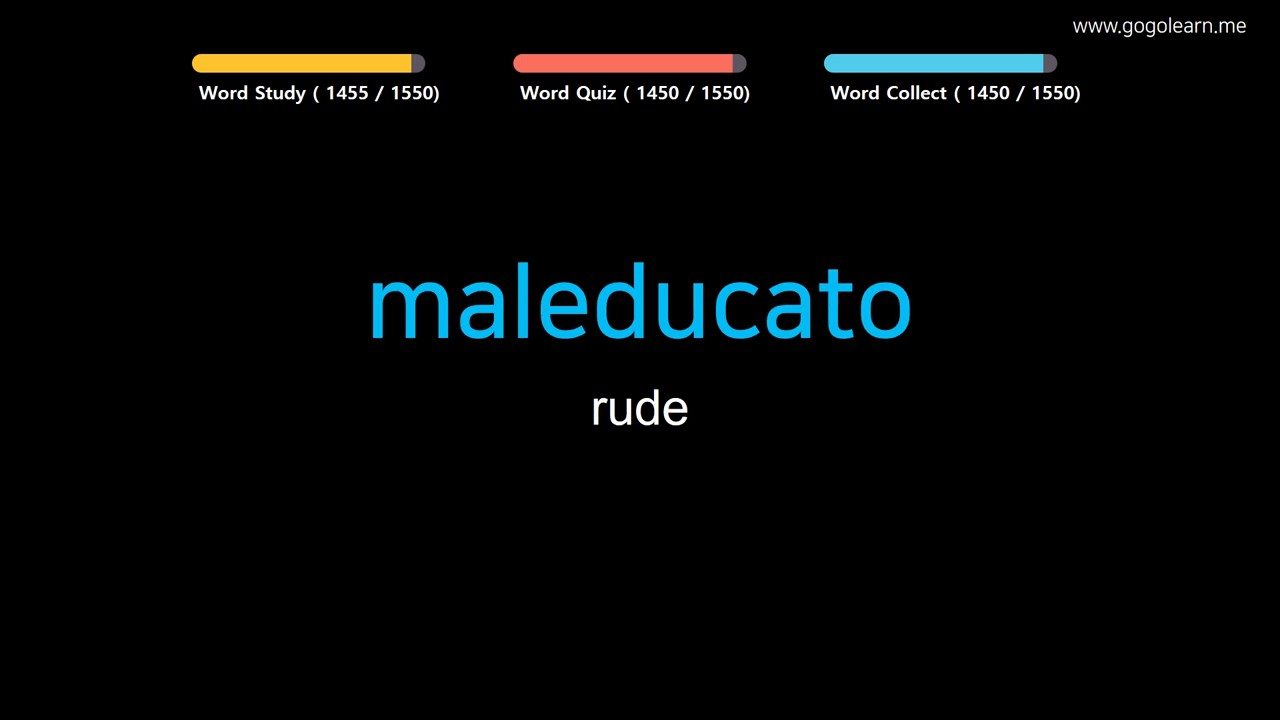 www.gogolearn.me
Word Study ( 1455 / 1550)
Word Quiz ( 1450 / 1550)
Word Collect ( 1450 / 1550)
maleducato
rude